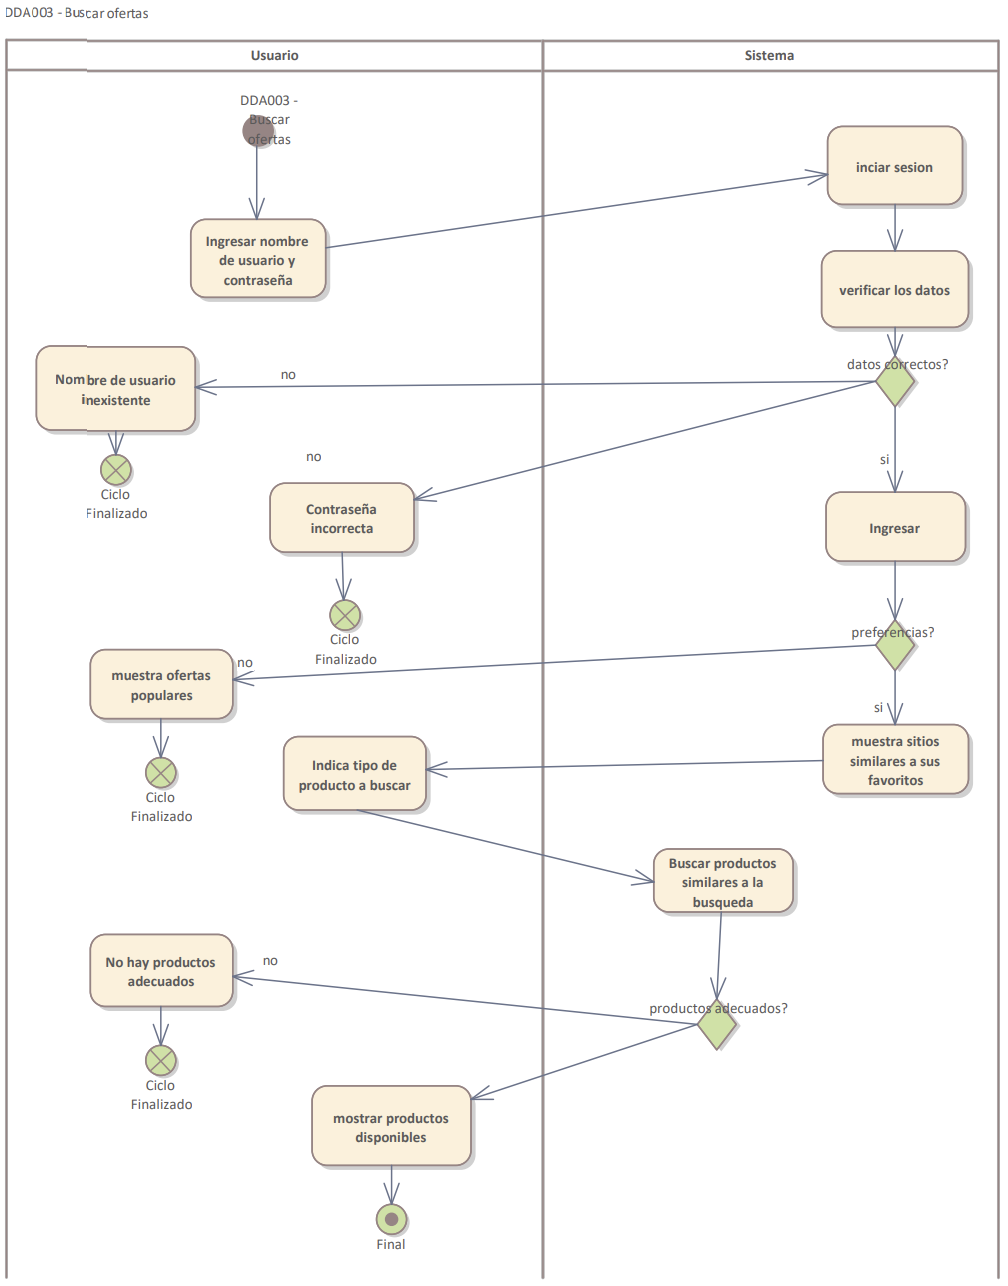 DDA003 - Buscar ofertas
Usuario
Sistema
DDA003 -
Buscar
ofertas
inciar sesion
Ingresar nombre
de usuario y
contraseña
verificar los datos
datos correctos?
no
Nombre de usuario
inexistente
si
no
Ciclo
Finalizado
Contraseña
incorrecta
Ingresar
preferencias?
Ciclo
Finalizado
no
muestra ofertas
populares
si
muestra sitios
similares a sus
favoritos
Indica tipo de
producto a buscar
Ciclo
Finalizado
Buscar productos
similares a la
busqueda
no
No hay productos
adecuados
productos adecuados?
Ciclo
Finalizado
mostrar productos
disponibles
Final